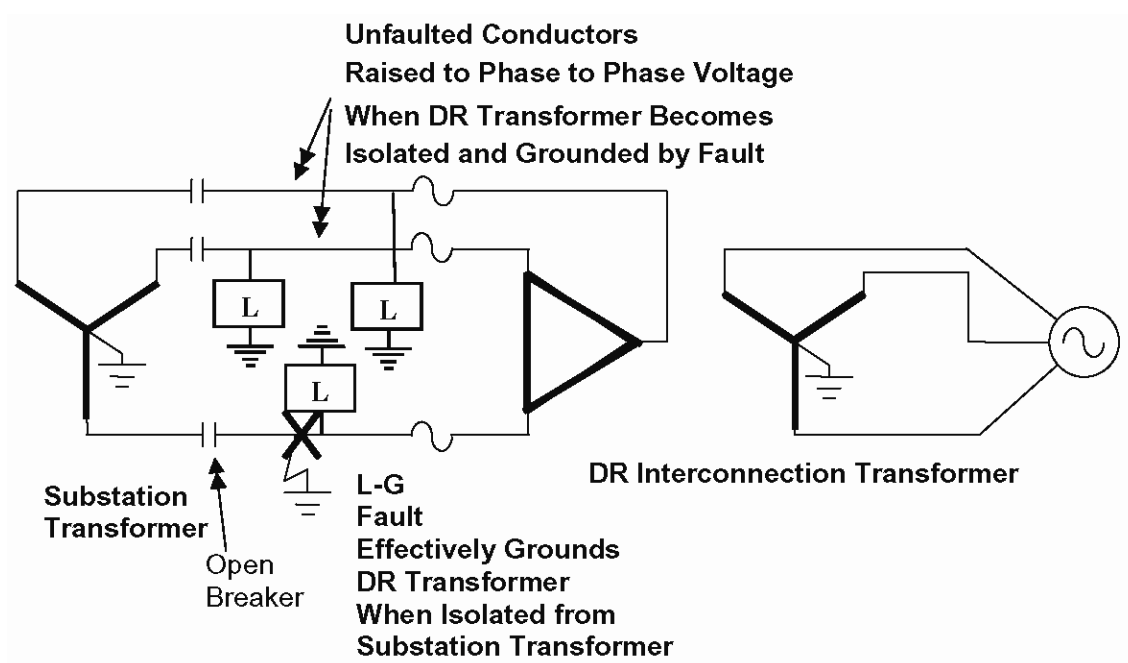 Unfaulted Conductors
Raised to Phase to Phase Voltage
When DR Transformer Becomes
Isolated and Grounded by Fault
L
L
L
DR Interconnection Transformer
Substation
Transformer
Open
Breaker
L-G
Fault
Effectively Grounds
DR Transformer
When Isolated from
Substation Transformer